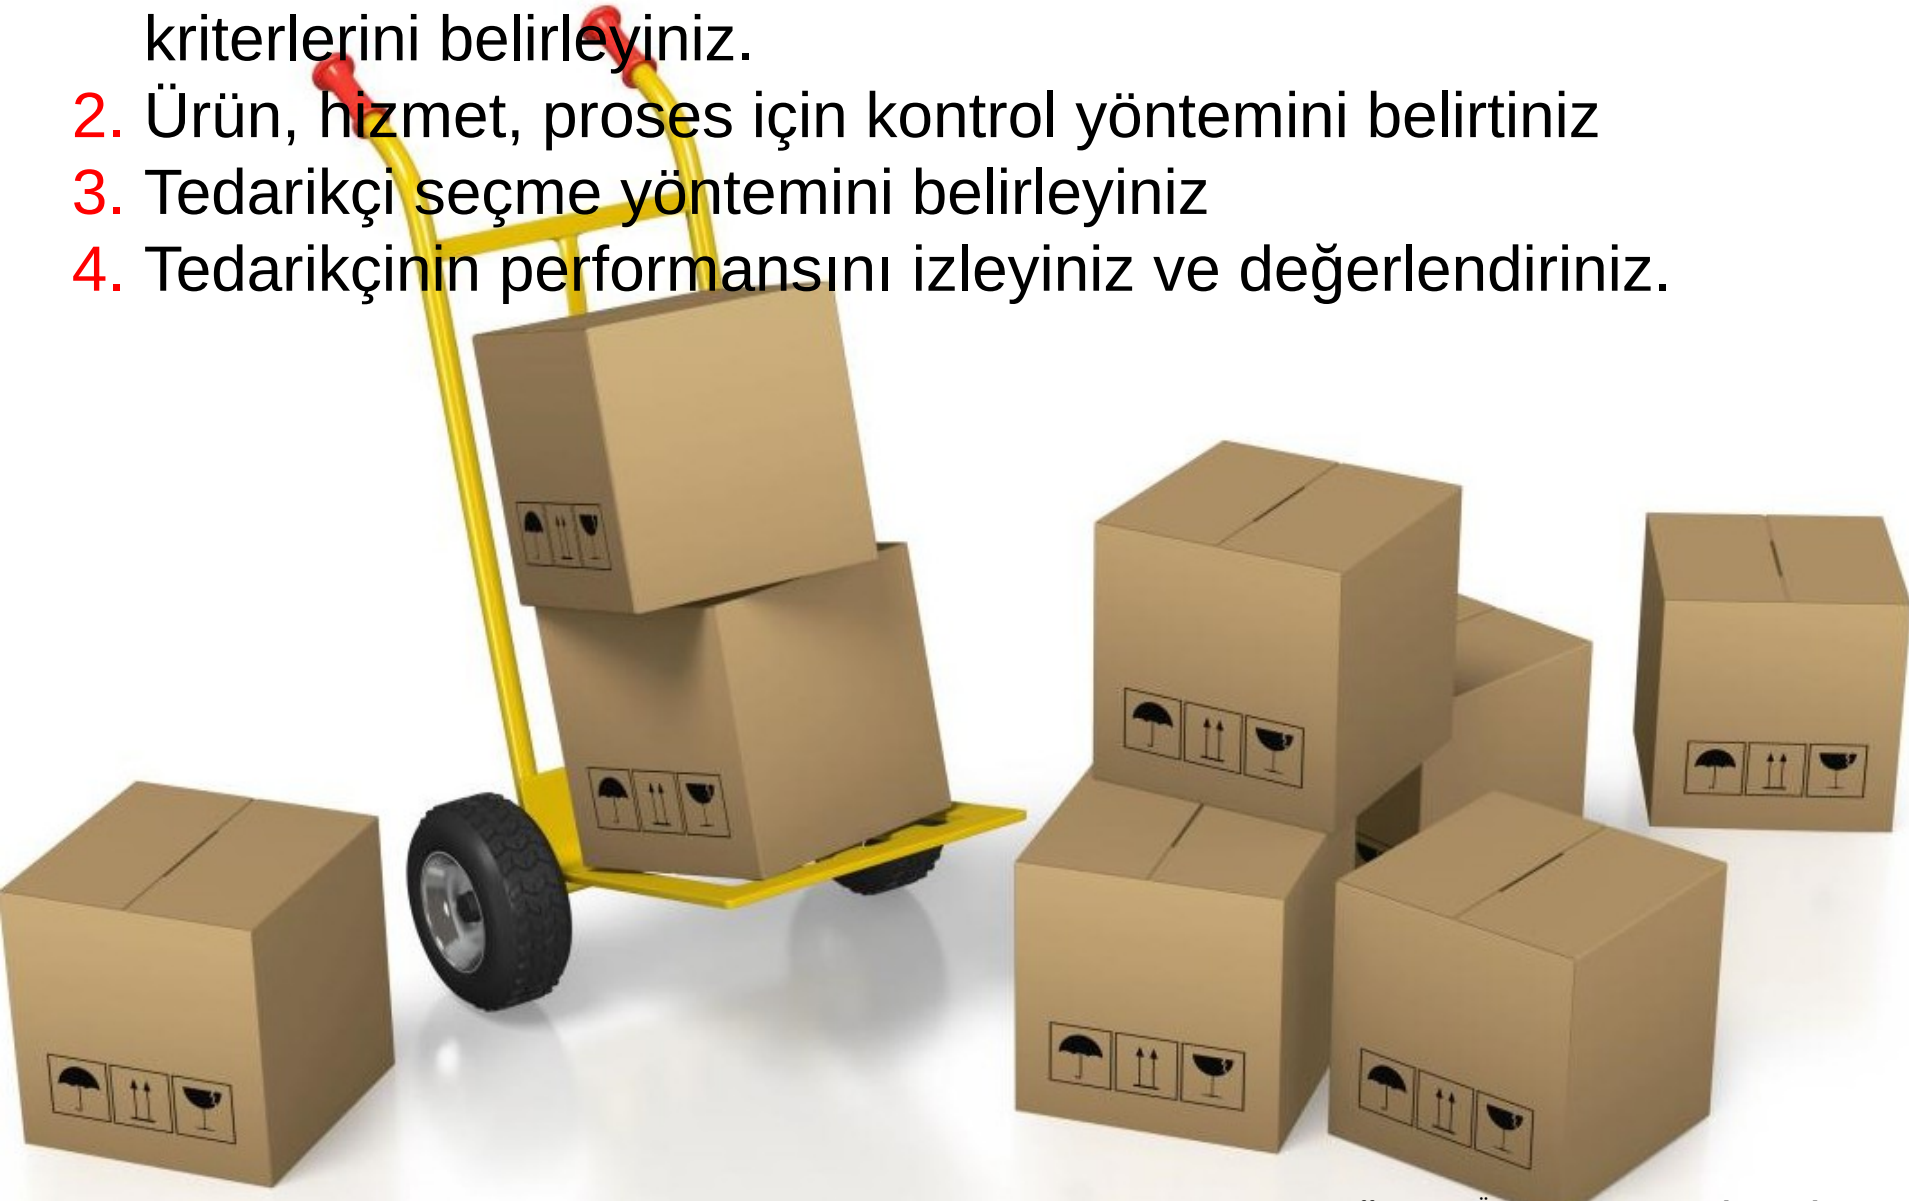 kriterlerini belirleyiniz.
2. Ürün, hizmet, proses için kontrol yöntemini belirtiniz
3. Tedarikçi seçme yöntemini belirleyiniz
4. Tedarikçinin performansını izleyiniz ve değerlendiriniz.